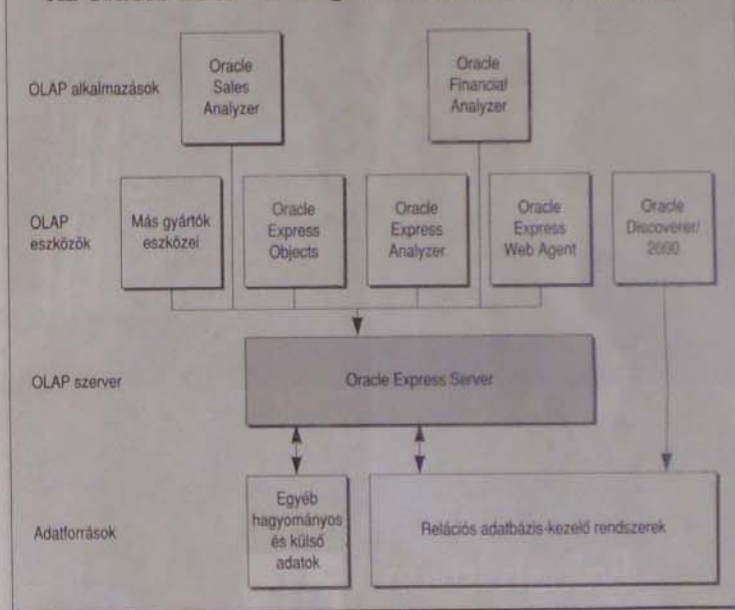 OLAP alkalmazások
Oracle
Sales
Analyzer
Oracle
Financial
Analyzer
OLAP
eszközök
Más gyártók
eszközei
Oracle
Express
Objects
Oracle
Express
Analyzer
Oracle
Express
Web Agent
Oracle
Discoverer/
2000
OLAP szerver
Oracle Express Server
Adatforrások
Egyéb
hagyományos
és külső
adatok
Relációs adatbázis-kezelő rendszerek